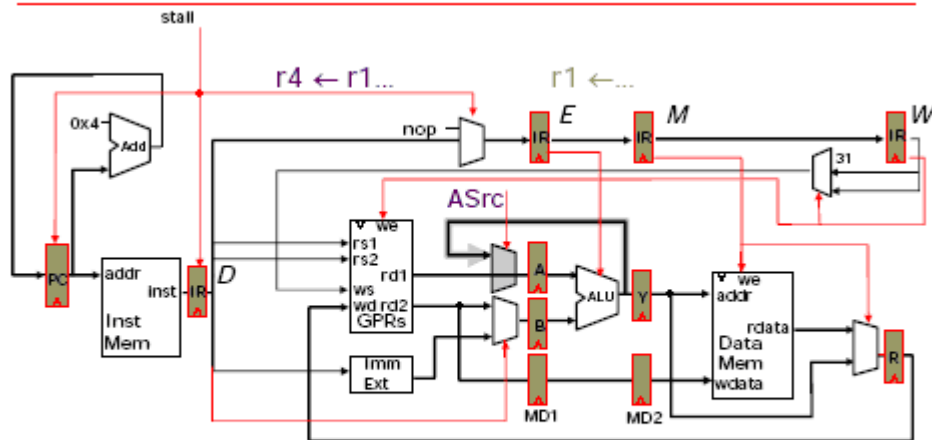 stall
r4 ← r1...
r1 ← ...
E
M
W
0x4
Add
nop
IR
IR
IR
31
ASrc
we
rs1
rs2
rd1
ws
wd rd2
GPRs
PC
addr
inst
Inst
Mem
IR
D
A
B
ALU
Y
we
addr
rdata
Data
Mem
wdata
R
Imm
Ext
MD1
MD2